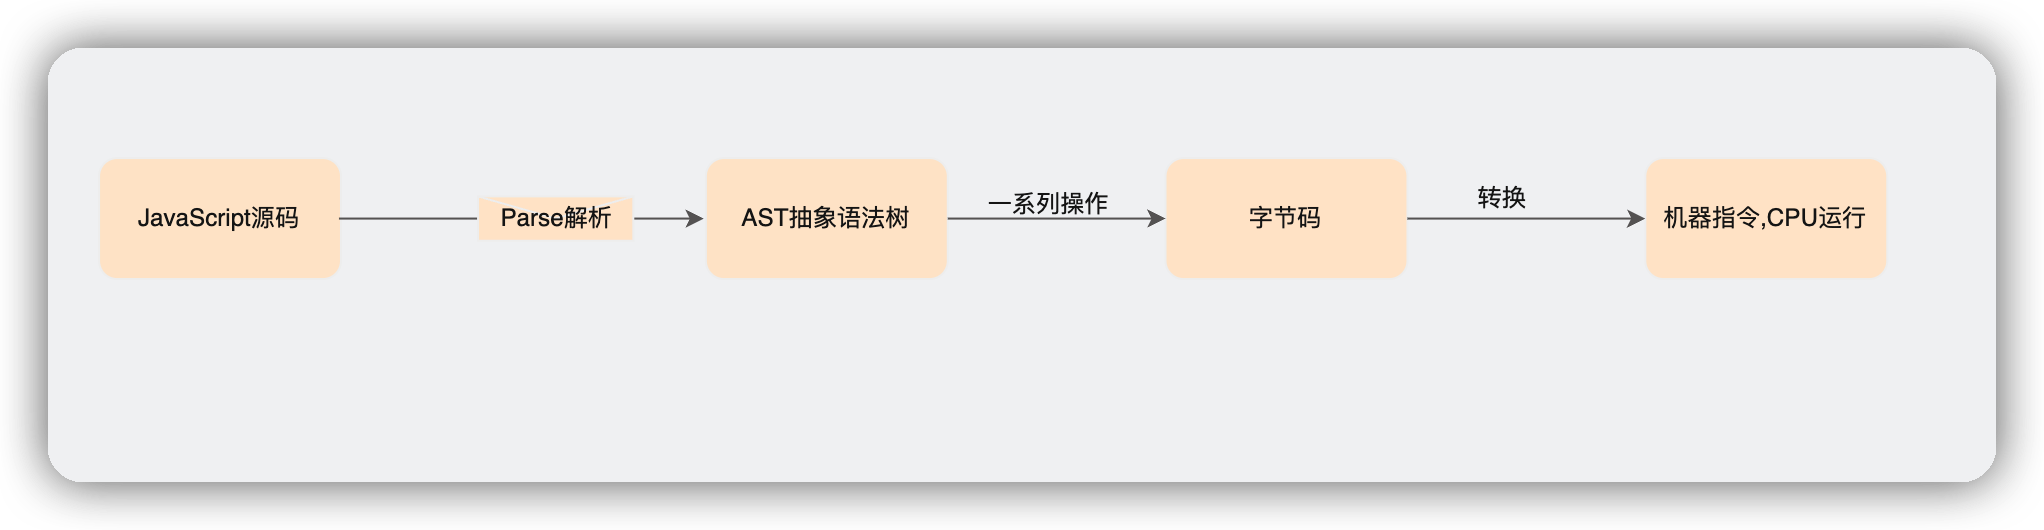 JavaScript源码
Parse解析
AST抽象语法树
一系列操作
字节码
转换
机器指令,CPU运行